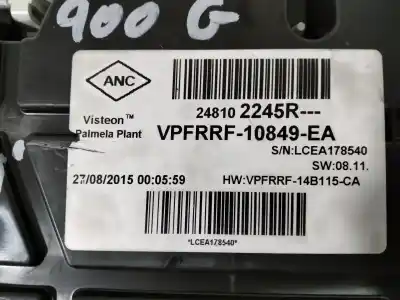 900 G
ANC
Visteon™
Palmela Plant
24810 2245R---
VPFRRF-10849-EA
S/N:LCEA178540
SW:08.11.
27/08/2015 00:05:59
HW:VPFRRF-14B115-CA
*LCEA178540*